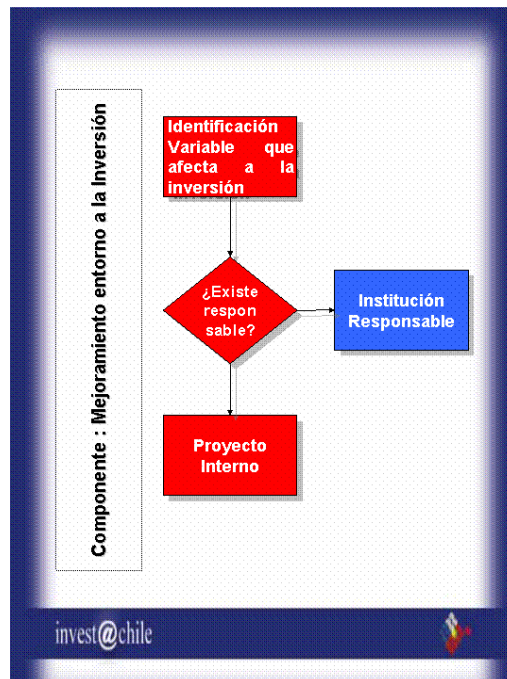 Componente : Mejoramiento entorno a la Inversión
Identificación
Variable que
afecta a la
inversión
¿Existe
respon
sable?
Institución
Responsable
Proyecto
Interno
invest@chile